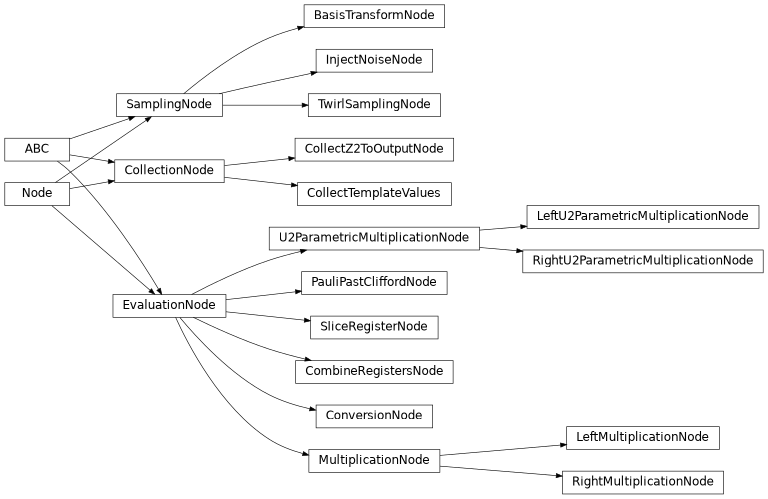 BasisTransformNode
InjectNoiseNode
SamplingNode
TwirlSamplingNode
ABC
CollectZ2ToOutputNode
CollectionNode
Node
CollectTemplateValues
LeftU2ParametricMultiplicationNode
U2ParametricMultiplicationNode
RightU2ParametricMultiplicationNode
PauliPastCliffordNode
EvaluationNode
SliceRegisterNode
CombineRegistersNode
ConversionNode
LeftMultiplicationNode
MultiplicationNode
RightMultiplicationNode